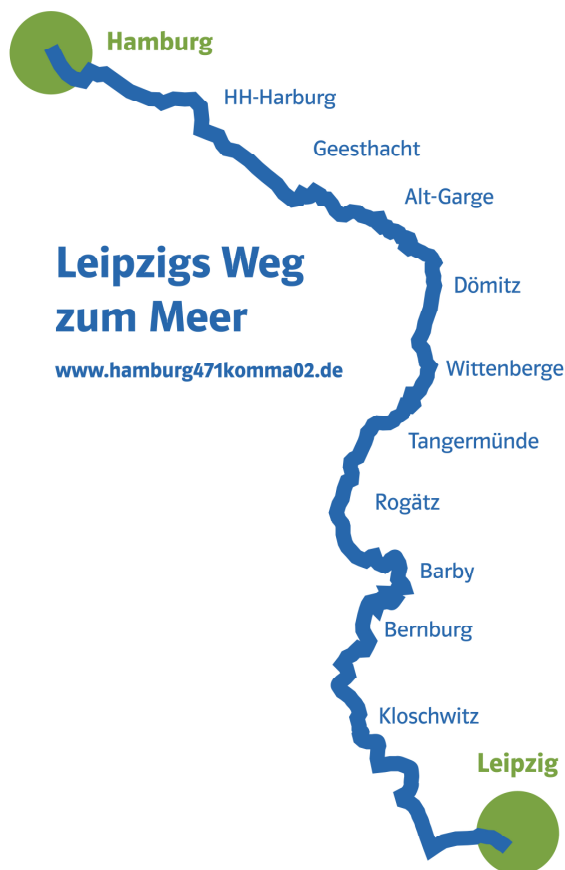 Hamburg
HH-Harburg
Geesthacht
Alt-Garge
Leipzigs Weg
zum Meer
Dömitz
www.hamburg471komma02.de
Wittenberge
Tangermünde
Rogätz
Barby
Bernburg
Kloschwitz
Leipzig